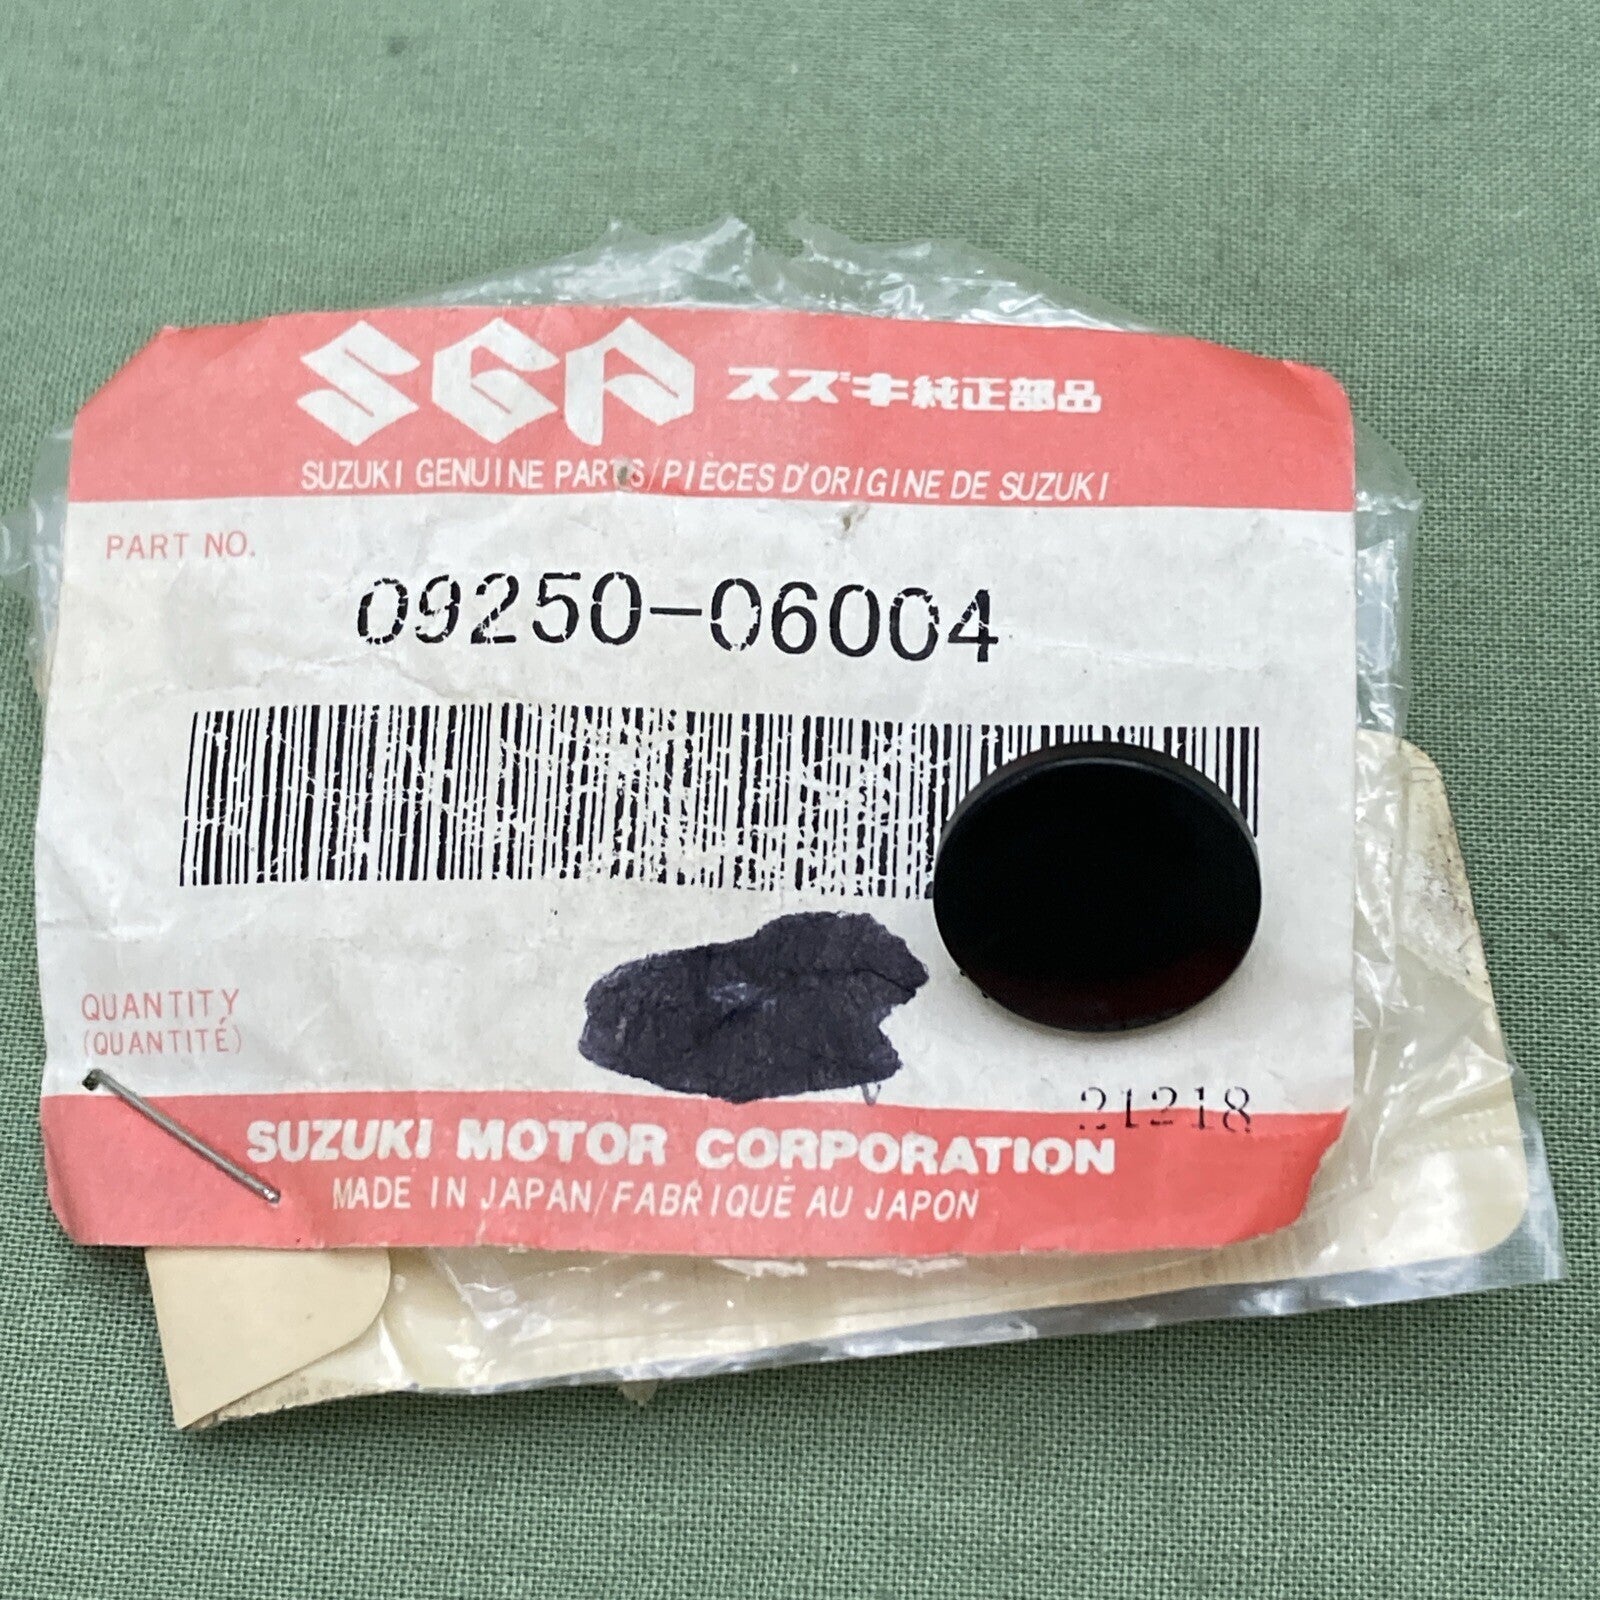 SGP スズキ純正部品
SUZUKI GENUINE PARTS/PIÈCES D'ORIGINE DE SUZUKI
PART NO.
09250-06004
QUANTITY
(QUANTITÉ)
21218
SUZUKI MOTOR CORPORATION
MADE IN JAPAN/FABRIQUÉ AU JAPON